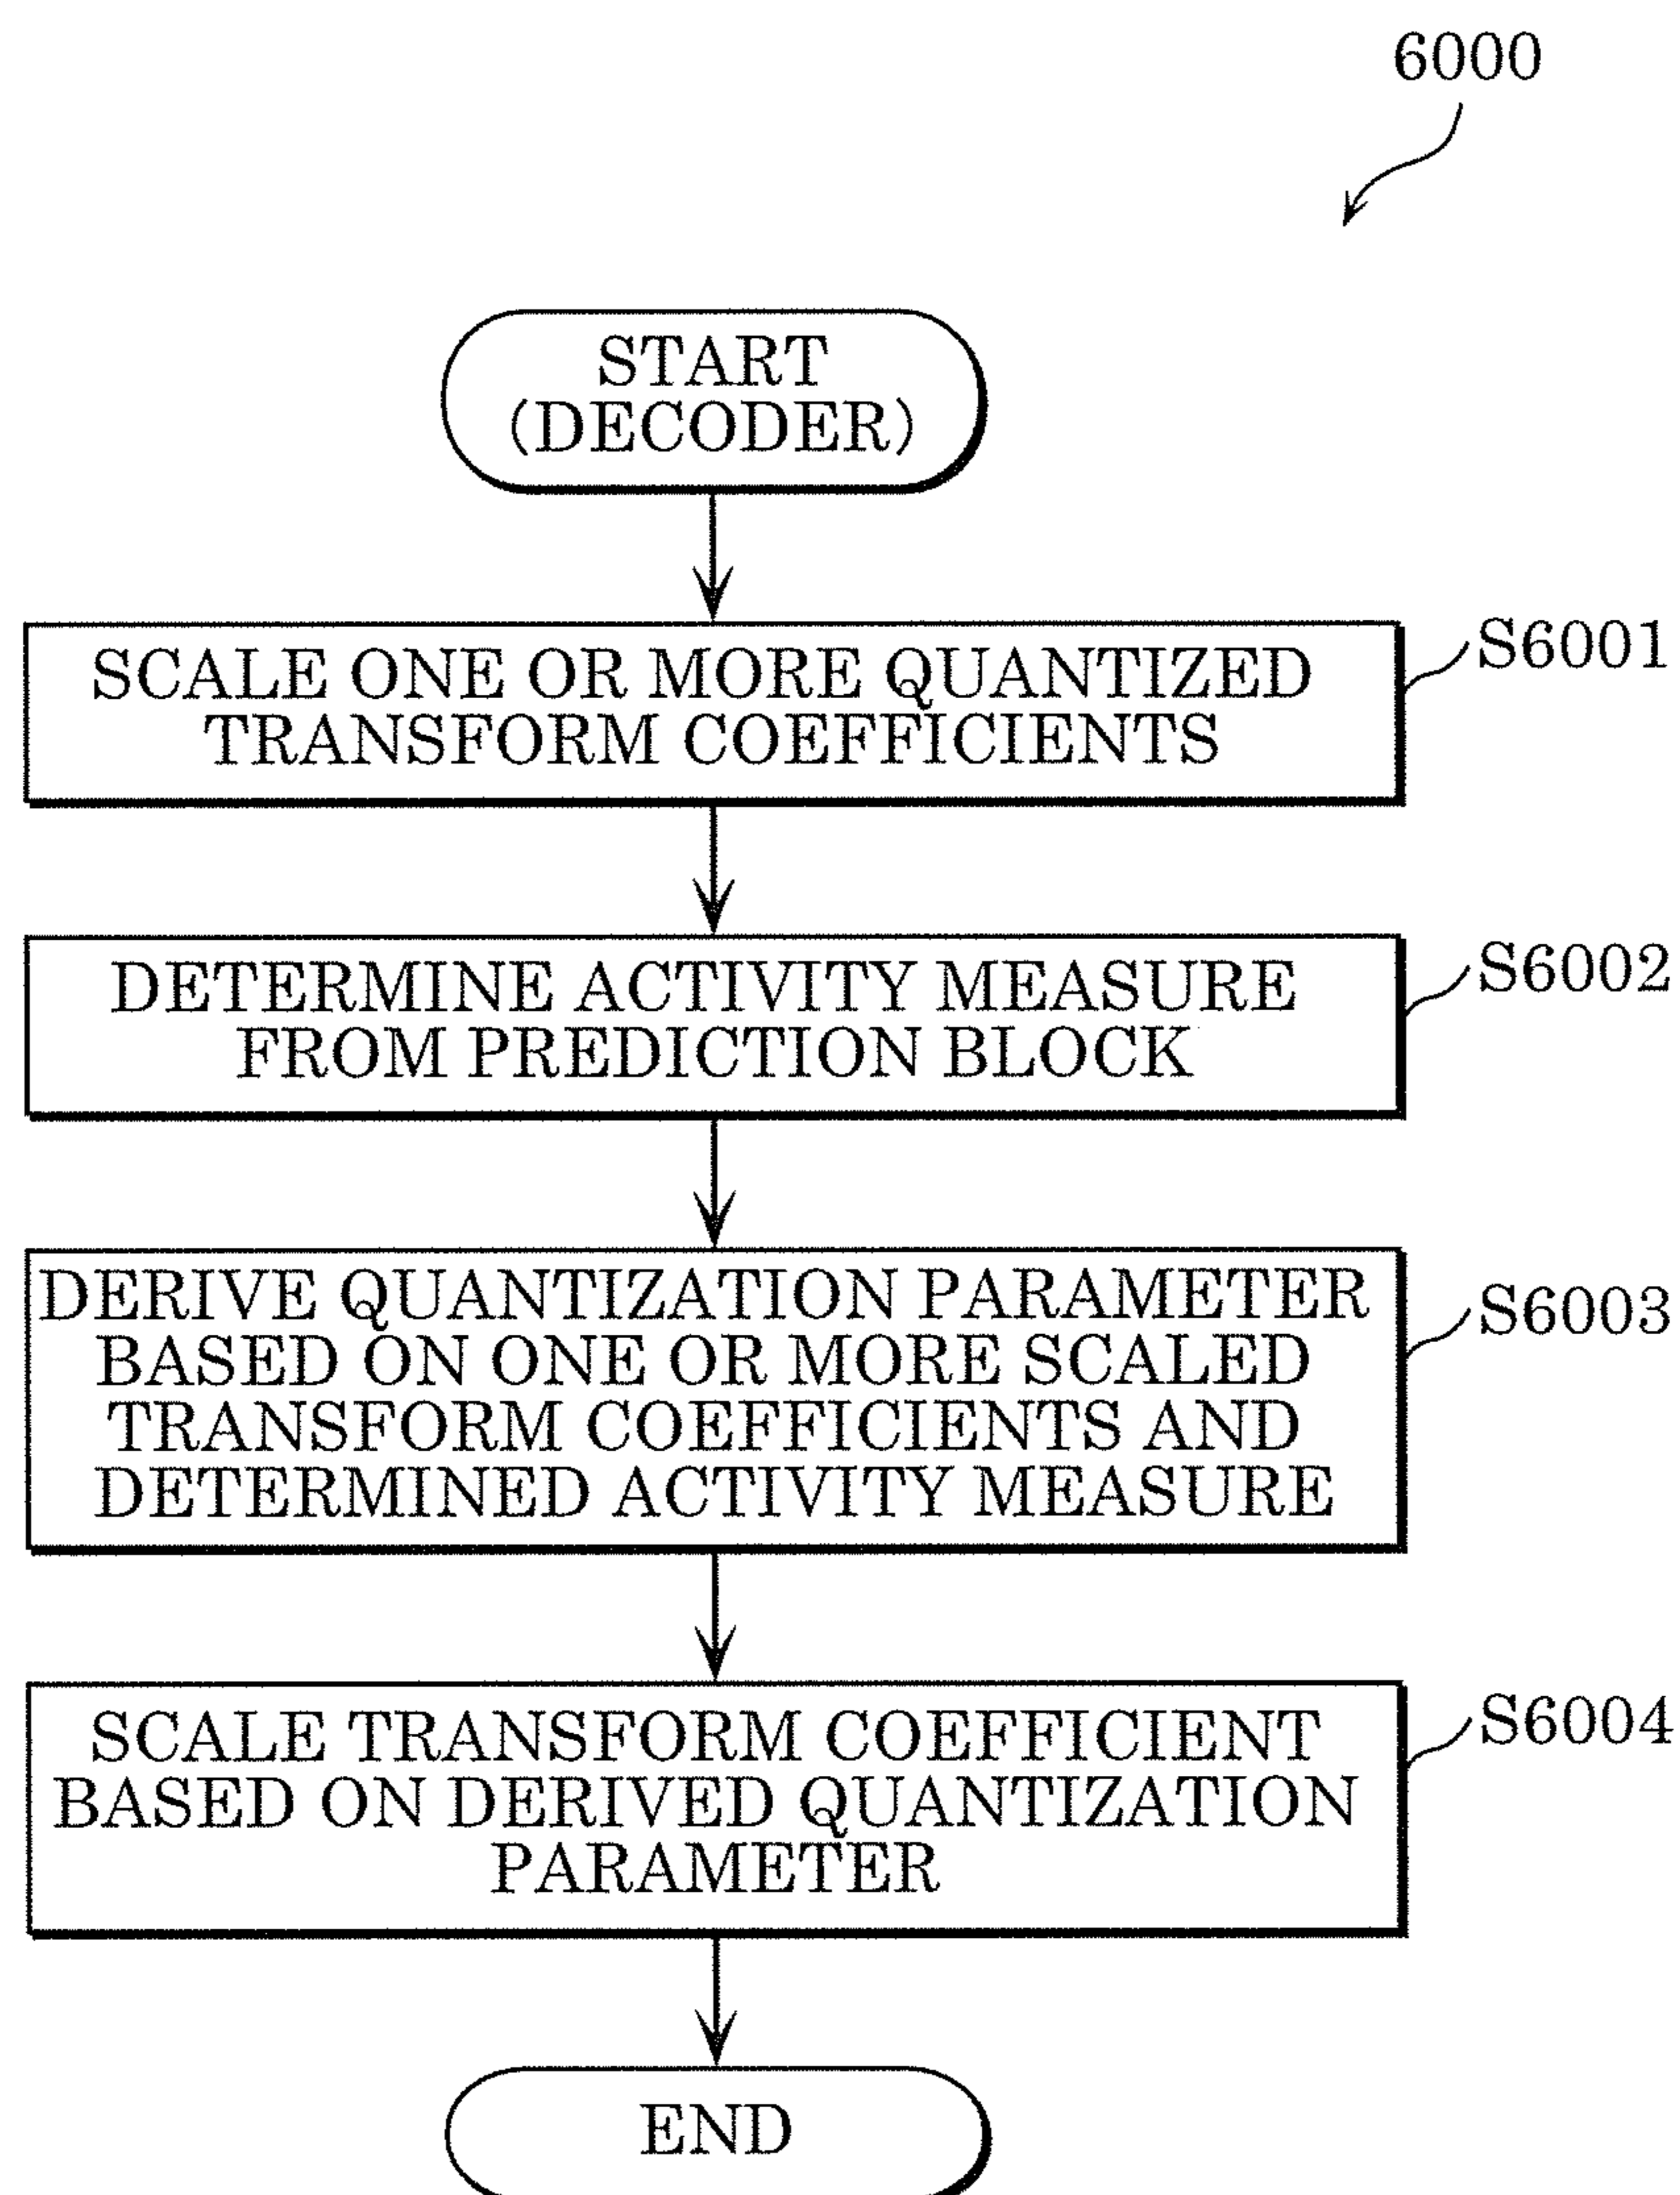 6000
START
(DECODER)
SCALE ONE OR MORE QUANTIZED
TRANSFORM COEFFICIENTS
S6001
DETERMINE ACTIVITY MEASURE
FROM PREDICTION BLOCK
S6002
DERIVE QUANTIZATION PARAMETER
BASED ON ONE OR MORE SCALED
TRANSFORM COEFFICIENTS AND
DETERMINED ACTIVITY MEASURE
S6003
SCALE TRANSFORM COEFFICIENT
BASED ON DERIVED QUANTIZATION
PARAMETER
S6004
END